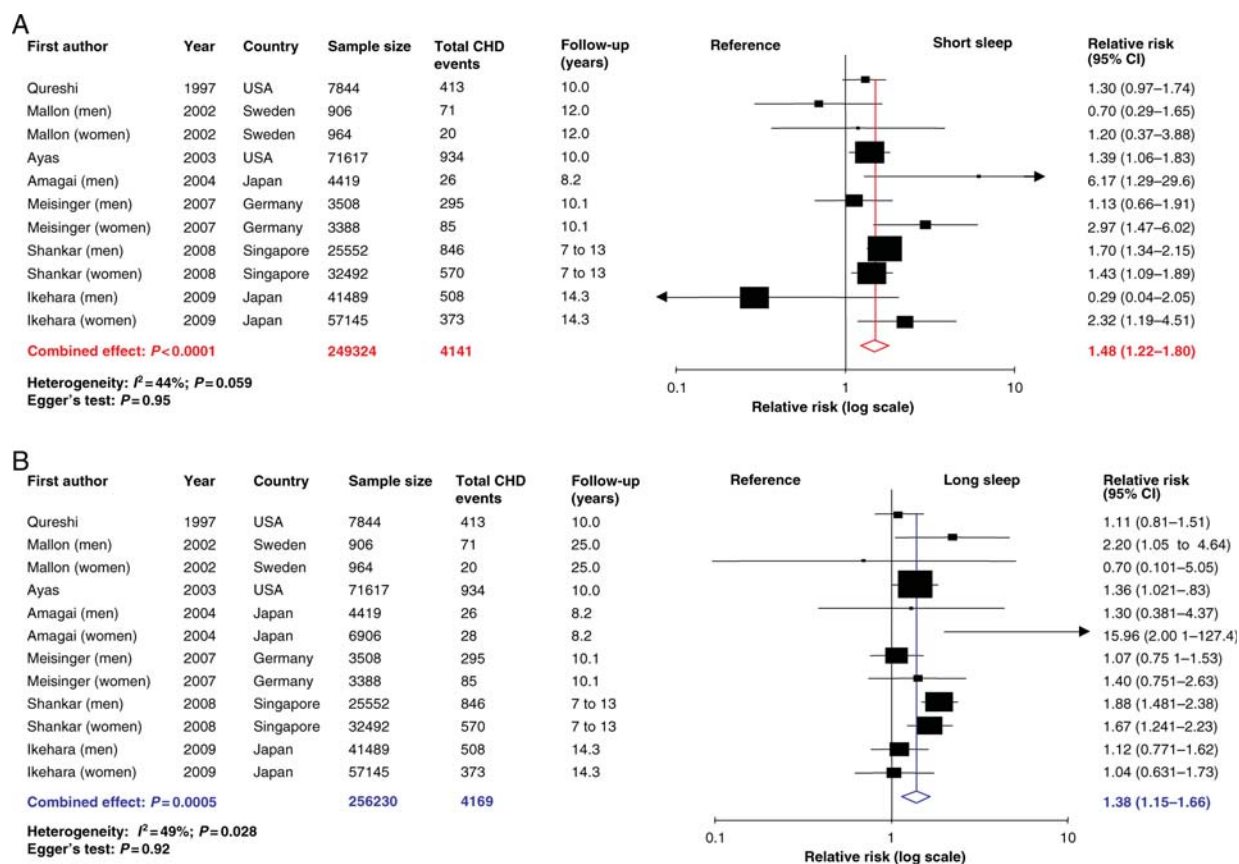 A
First author Year Country Sample size Total CHD events Follow-up (years) Reference Short sleep Relative risk (95% CI)
Qureshi 1997 USA 7844 413 10.0 1.30 (0.97–1.74)
Mallon (men) 2002 Sweden 906 71 12.0 0.70 (0.29–1.65)
Mallon (women) 2002 Sweden 964 20 12.0 1.20 (0.37–3.88)
Ayas 2003 USA 71617 934 10.0 1.39 (1.06–1.83)
Amagai (men) 2004 Japan 4419 26 8.2 6.17 (1.29–29.6)
Meisinger (men) 2007 Germany 3508 295 10.1 1.13 (0.66–1.91)
Meisinger (women) 2007 Germany 3388 85 10.1 2.97 (1.47–6.02)
Shankar (men) 2008 Singapore 25552 846 7 to 13 1.70 (1.34–2.15)
Shankar (women) 2008 Singapore 32492 570 7 to 13 1.43 (1.09–1.89)
Ikehara (men) 2009 Japan 41489 508 14.3 0.29 (0.04–2.05)
Ikehara (women) 2009 Japan 57145 373 14.3 2.32 (1.19–4.51)
Combined effect: P<0.0001 249324 4141 1.48 (1.22–1.80)
Heterogeneity: I²=44%; P=0.059
Egger's test: P=0.95
0.1 1 10
Relative risk (log scale)
B
First author Year Country Sample size Total CHD events Follow-up (years) Reference Long sleep Relative risk (95% CI)
Qureshi 1997 USA 7844 413 10.0 1.11 (0.81–1.51)
Mallon (men) 2002 Sweden 906 71 25.0 2.20 (1.05 to 4.64)
Mallon (women) 2002 Sweden 964 20 25.0 0.70 (0.101–5.05)
Ayas 2003 USA 71617 934 10.0 1.36 (1.021–.83)
Amagai (men) 2004 Japan 4419 26 8.2 1.30 (0.381–4.37)
Amagai (women) 2004 Japan 6906 28 8.2 15.96 (2.00 1–127.4)
Meisinger (men) 2007 Germany 3508 295 10.1 1.07 (0.75 1–1.53)
Meisinger (women) 2007 Germany 3388 85 10.1 1.40 (0.751–2.63)
Shankar (men) 2008 Singapore 25552 846 7 to 13 1.88 (1.481–2.38)
Shankar (women) 2008 Singapore 32492 570 7 to 13 1.67 (1.241–2.23)
Ikehara (men) 2009 Japan 41489 508 14.3 1.12 (0.771–1.62)
Ikehara (women) 2009 Japan 57145 373 14.3 1.04 (0.631–1.73)
Combined effect: P=0.0005 256230 4169 1.38 (1.15–1.66)
Heterogeneity: I²=49%; P=0.028
Egger's test: P=0.92
0.1 1 10
Relative risk (log scale)